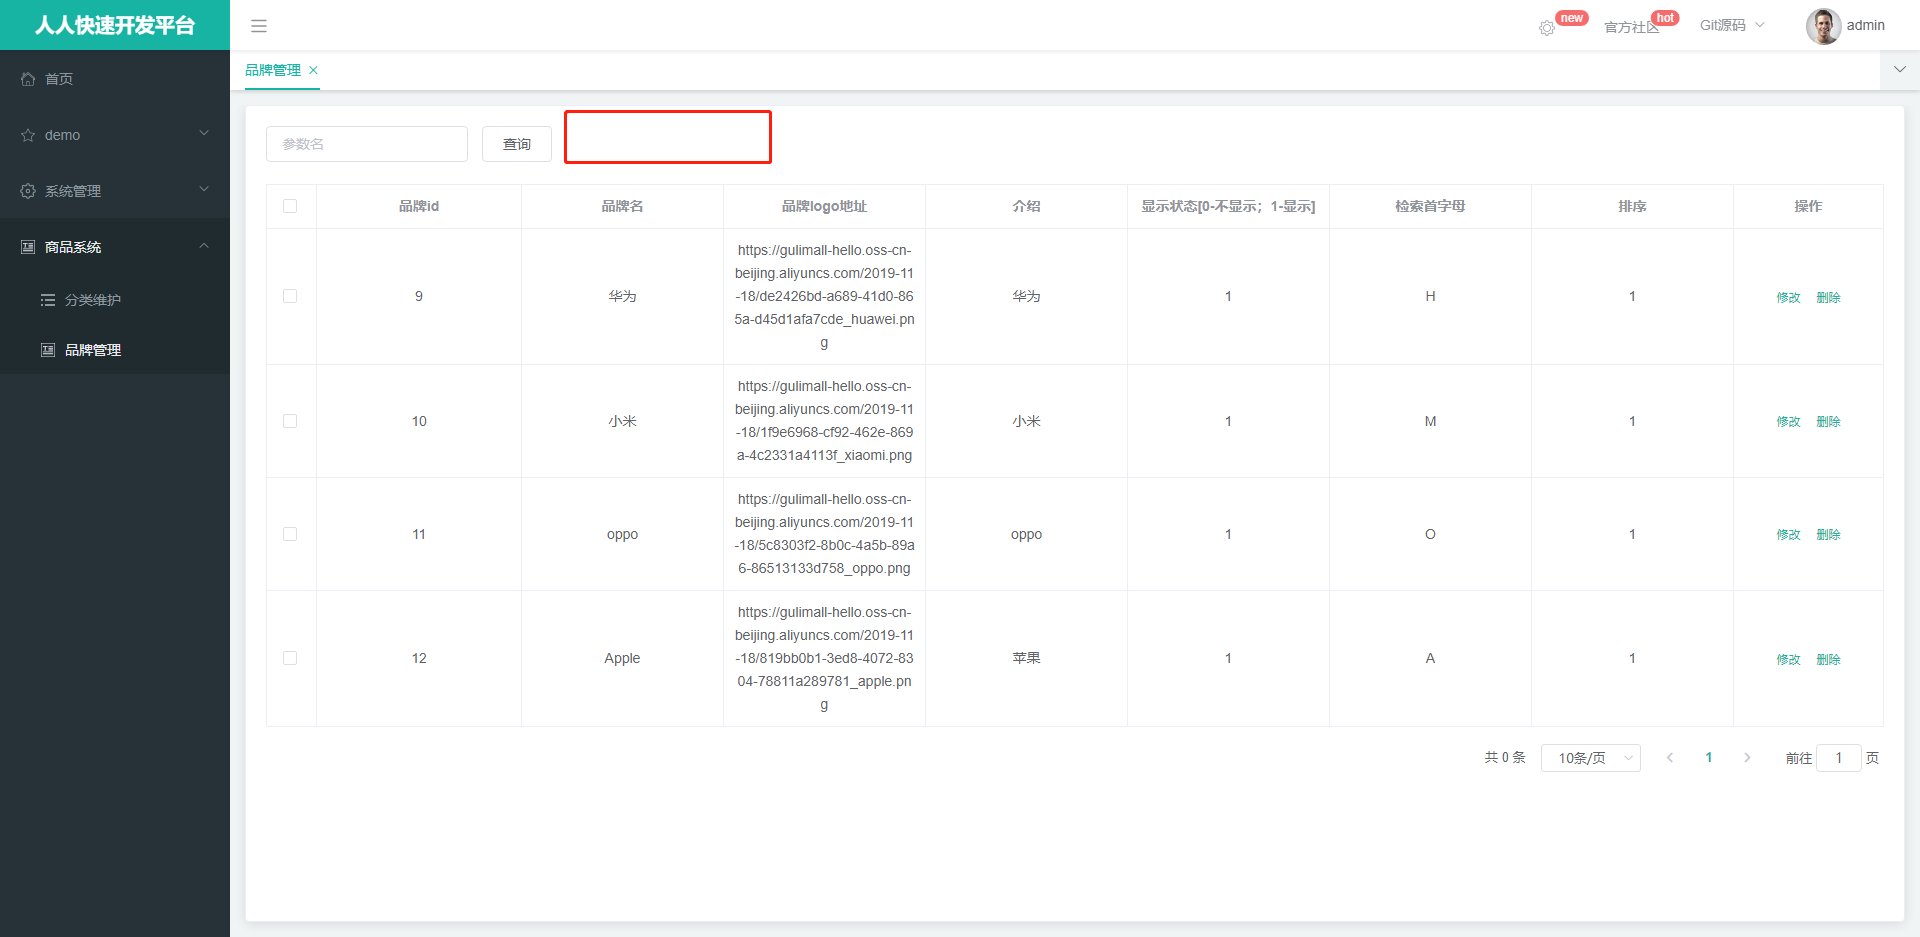 人人快速开发平台
new
官方社区
hot
Git源码
admin
首页
demo
系统管理
商品系统
分类维护
品牌管理
品牌管理
参数名
查询
品牌id
品牌名
品牌logo地址
介绍
显示状态[0-不显示；1-显示]
检索首字母
排序
操作
9
华为
https://gulimall-hello.oss-cn-
beijing.aliyuncs.com/2019-11
-18/de2426bd-a689-41d0-86
5a-d45d1afa7cde_huawei.pn
g
华为
1
H
1
修改 删除
10
小米
https://gulimall-hello.oss-cn-
beijing.aliyuncs.com/2019-11
-18/1f9e6968-cf92-462e-869
a-4c2331a4113f_xiaomi.png
小米
1
M
1
修改 删除
11
oppo
https://gulimall-hello.oss-cn-
beijing.aliyuncs.com/2019-11
-18/5c8303f2-8b0c-4a5b-89a
6-86513133d758_oppo.png
oppo
1
O
1
修改 删除
12
Apple
https://gulimall-hello.oss-cn-
beijing.aliyuncs.com/2019-11
-18/819bb0b1-3ed8-4072-83
04-78811a289781_apple.pn
g
苹果
1
A
1
修改 删除
共 0 条
10条/页
1
前往 1 页